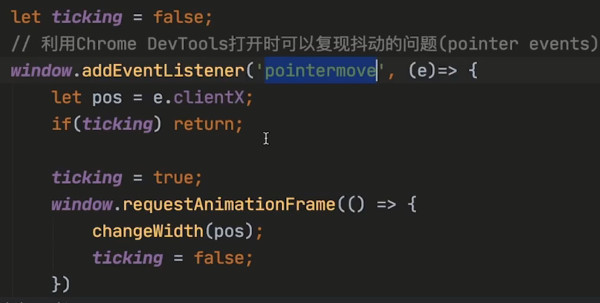 let ticking = false;
// 利用Chrome DevTools打开时可以复现抖动的问题(pointer events)
window.addEventListener('pointermove', (e)=> {
let pos = e.clientX;
if(ticking) return;
ticking = true;
window.requestAnimationFrame(() => {
changeWidth(pos);
ticking = false;
})